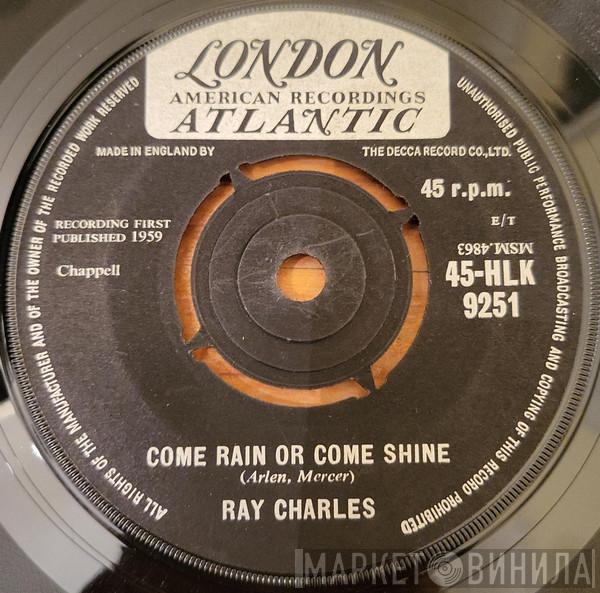 LONDON
AMERICAN RECORDINGS
ATLANTIC
MADE IN ENGLAND BY
THE DECCA RECORD CO., LTD.
ALL RIGHTS OF THE MANUFACTURER AND OF THE OWNER OF THE RECORDED WORK RESERVED
UNAUTHORISED PUBLIC PERFORMANCE BROADCASTING AND COPYING OF THIS RECORD PROHIBITED
45 r.p.m.
E/T
RECORDING FIRST
PUBLISHED 1959
MSM.4863
Chappell
45-HLK
9251
COME RAIN OR COME SHINE
(Arlen, Mercer)
RAY CHARLES
МАРКЕТ ВИНИЛА